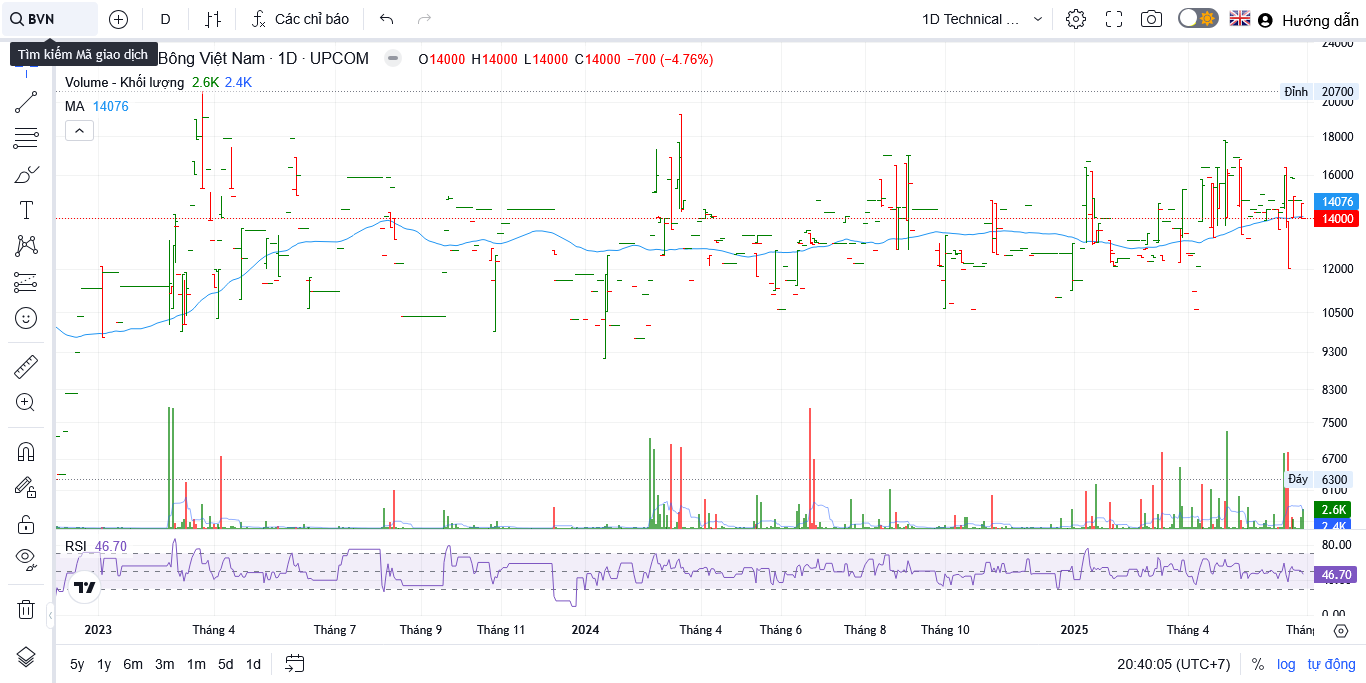 BVN
D
Các chỉ báo
1D Technical ...
Hướng dẫn
Tìm kiếm Mã giao dịch
Bông Việt Nam · 1D · UPCOM
O14000 H14000 L14000 C14000 −700 (−4.76%)
Volume - Khối lượng 2.6K 2.4K
MA 14076
24000
Đỉnh 20700
20000
18000
16000
14076
14000
12000
10500
9300
8300
7500
6700
Đáy 6300
6100
2.6K
2.4K
RSI 46.70
80.00
46.70
0.00
2023 Tháng 4 Tháng 7 Tháng 9 Tháng 11 2024 Tháng 4 Tháng 6 Tháng 8 Tháng 10 2025 Tháng 4
5y 1y 6m 3m 1m 5d 1d
20:40:05 (UTC+7) % log tự động